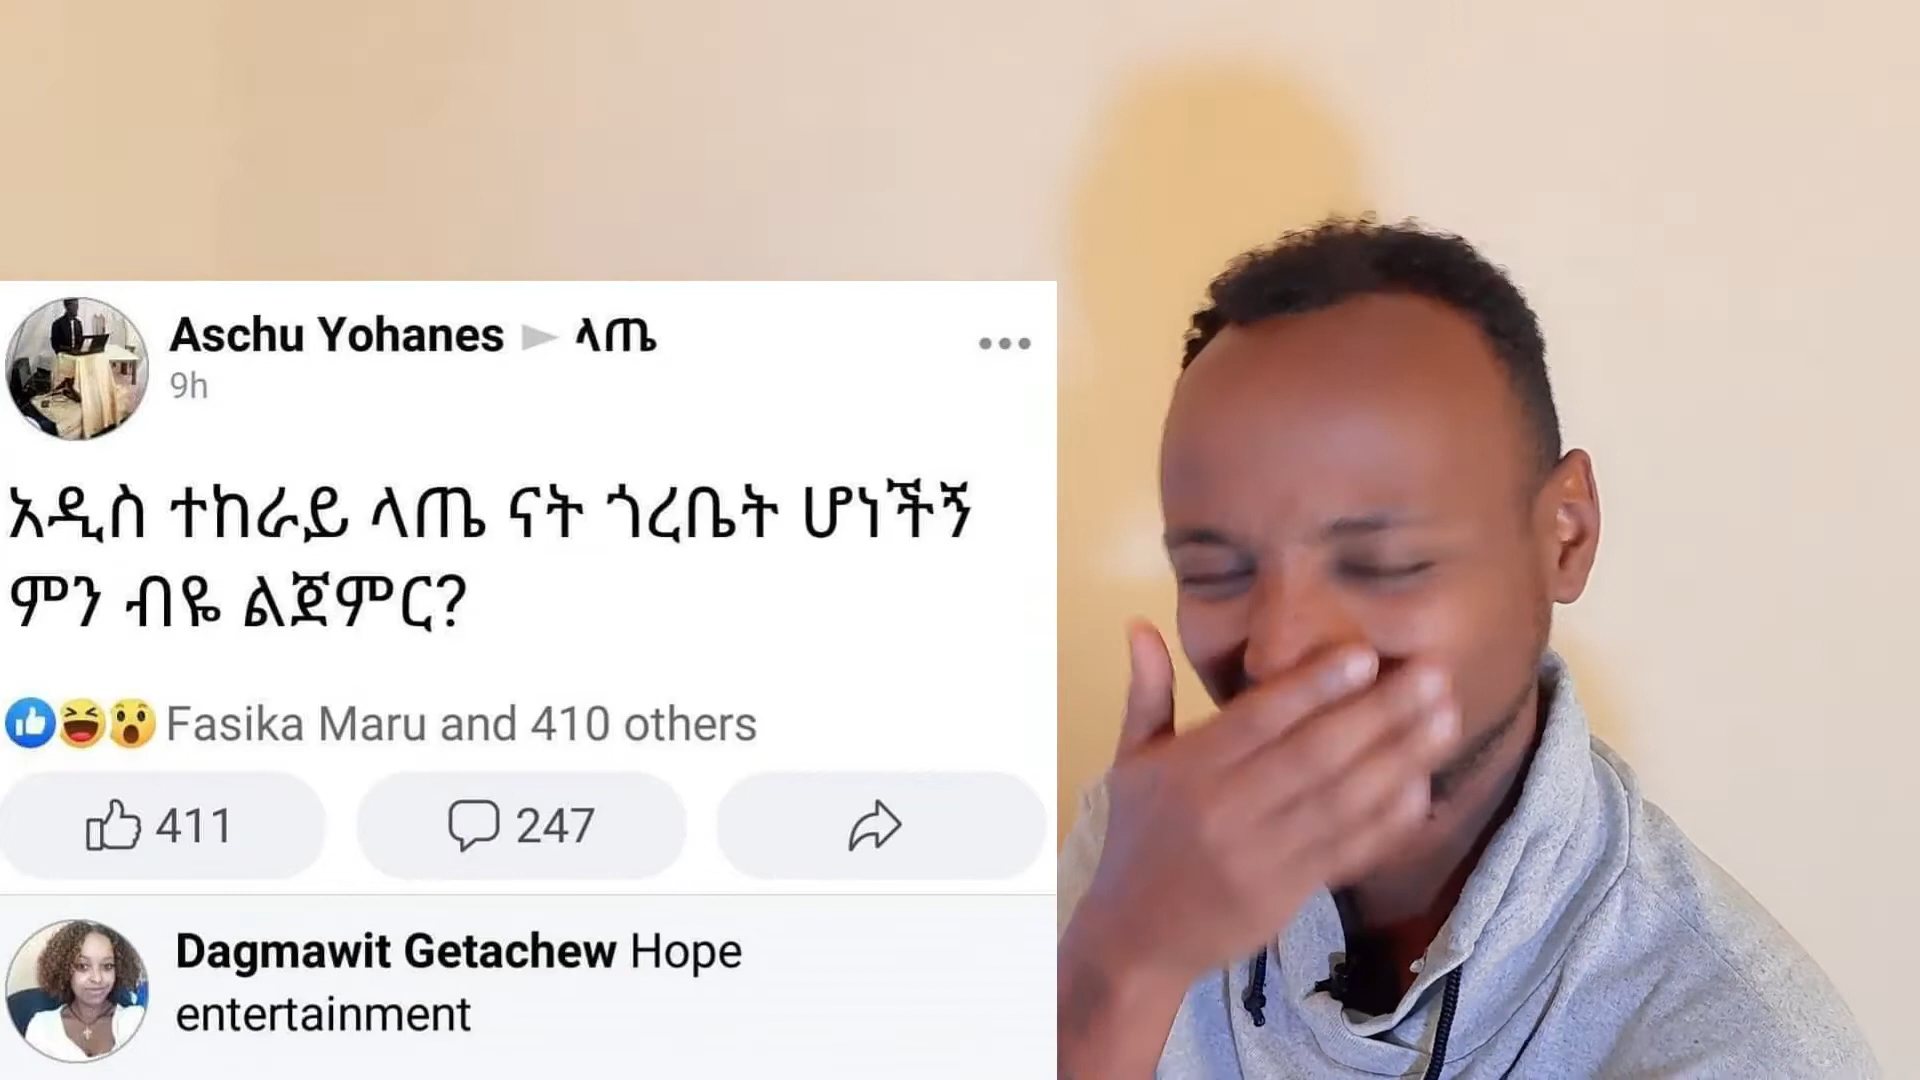 Aschu Yohanes ▶ ላጤ
9h
አዲስ ተከራይ ላጤ ናት ጎረቤት ሆነችኝ
ምን ብዬ ልጀምር?
Fasika Maru and 410 others
411 247
Dagmawit Getachew Hope
entertainment